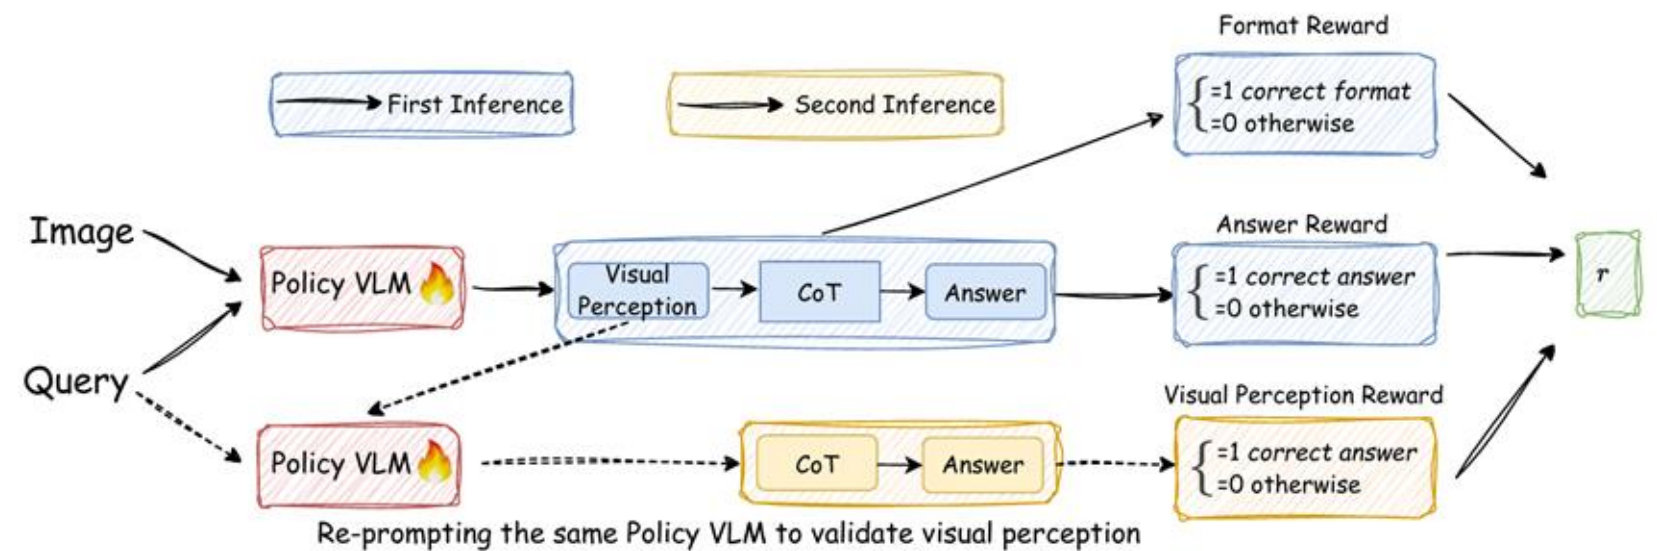 Format Reward
First Inference
Second Inference
{ =1 correct format
=0 otherwise
Image
Query
Policy VLM
Visual
Perception
CoT
Answer
Answer Reward
{ =1 correct answer
=0 otherwise
r
Policy VLM
CoT
Answer
Visual Perception Reward
{ =1 correct answer
=0 otherwise
Re-prompting the same Policy VLM to validate visual perception